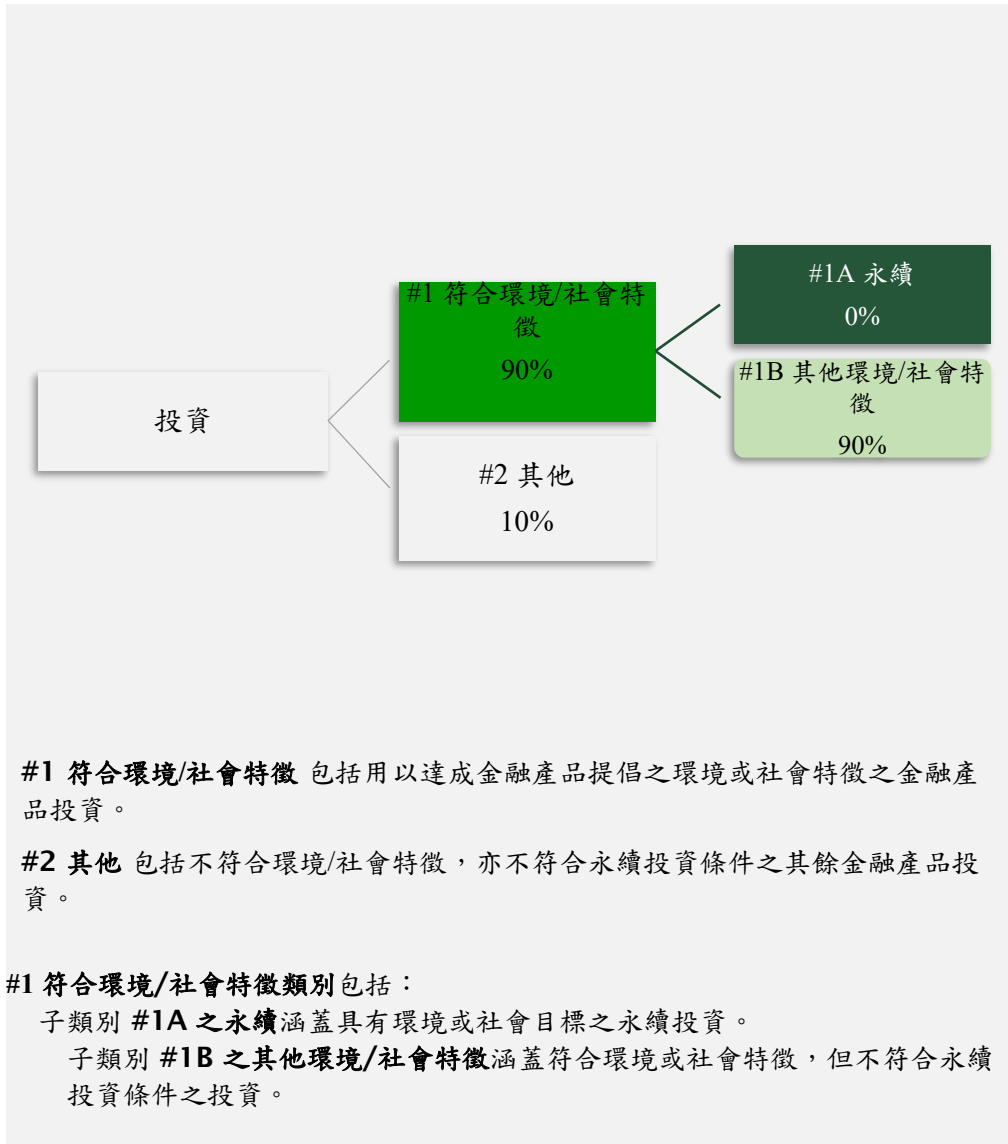 #1A 永續
0%
#1 符合環境/社會特
徵
90%
#1B 其他環境/社會特
徵
90%
投資
#2 其他
10%
#1 符合環境/社會特徵 包括用以達成金融產品提倡之環境或社會特徵之金融產
品投資。
#2 其他 包括不符合環境/社會特徵，亦不符合永續投資條件之其餘金融產品投
資。
#1 符合環境/社會特徵類別包括：
子類別 #1A 之永續涵蓋具有環境或社會目標之永續投資。
子類別 #1B 之其他環境/社會特徵涵蓋符合環境或社會特徵，但不符合永續
投資條件之投資。